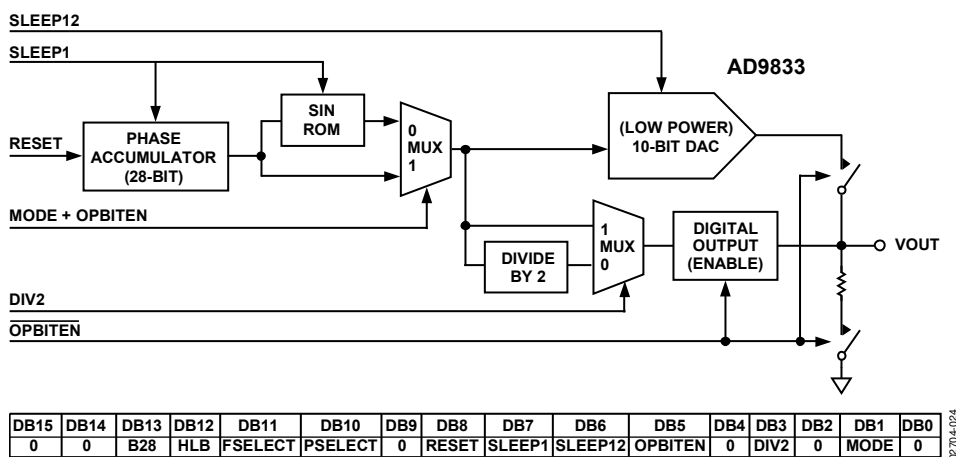 SLEEP12
SLEEP1
AD9833
SIN
ROM
(LOW POWER)
10-BIT DAC
0
MUX
1
RESET
PHASE
ACCUMULATOR
(28-BIT)
MODE + OPBITEN
1
MUX
0
DIVIDE
BY 2
DIGITAL
OUTPUT
(ENABLE)
VOUT
DIV2
OPBITEN
DB15 DB14 DB13 DB12 DB11 DB10 DB9 DB8 DB7 DB6 DB5 DB4 DB3 DB2 DB1 DB0
0 0 B28 HLB FSELECT PSELECT 0 RESET SLEEP1 SLEEP12 OPBITEN 0 DIV2 0 MODE 0
02704-024